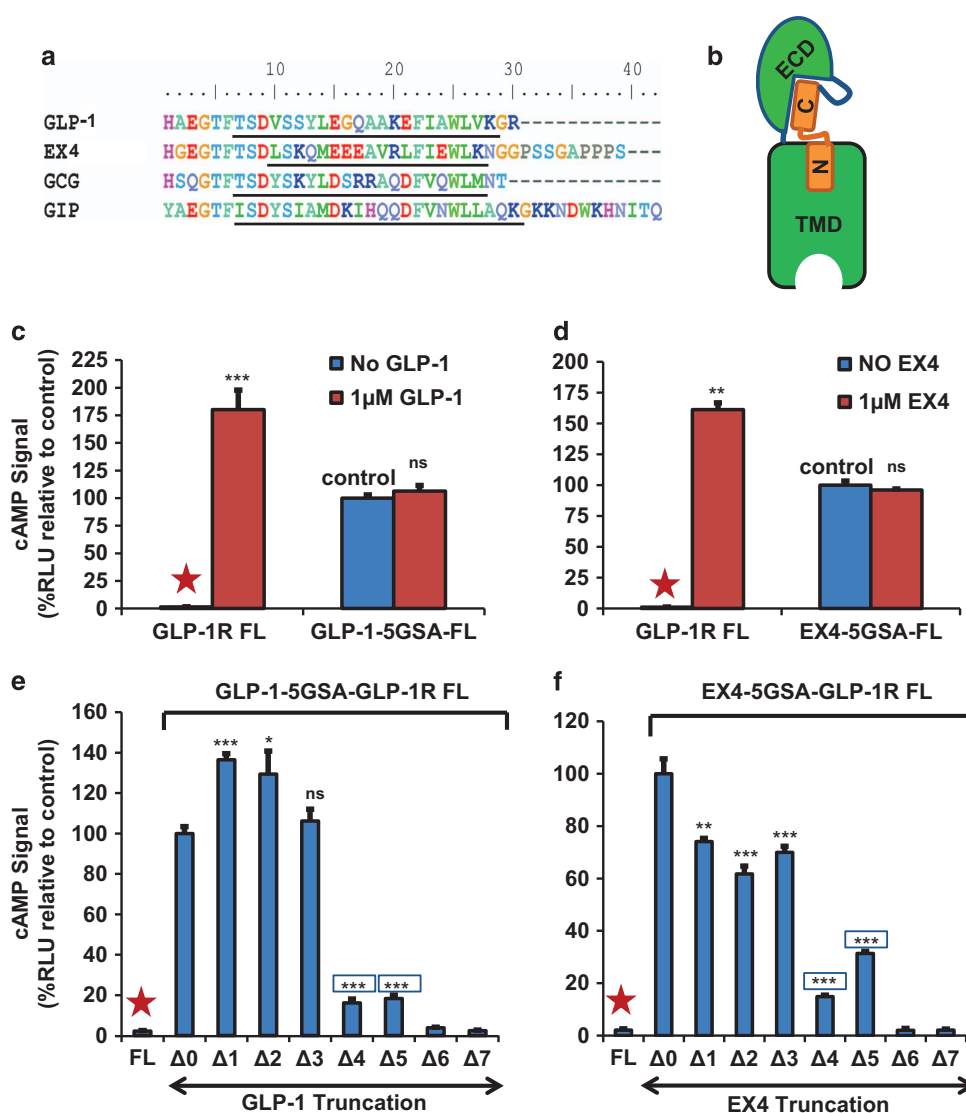 a
10 20 30 40
GLP-1 HAEGTFTSDVSSYLEGQAAKEFIAWLVKGR-----------
EX4 HGEGTFTSDLSKQMEEEAVRLFIEWLKNGGPSSGAPPPS---
GCG HSQGTFTSDYSKYLDSRRAQDFVQWLMNT------------
GIP YAEGTFISDYSIAMDKIHQQDFVNWLLAQKGKKNDWKHNITQ
b
ECD
C
N
TMD
c
cAMP Signal
(%RLU relative to control)
225
200
175
150
125
100
75
50
25
0
No GLP-1
1µM GLP-1
***
control
ns
GLP-1R FL
GLP-1-5GSA-FL
d
200
175
150
125
100
75
50
25
0
NO EX4
1µM EX4
**
control
ns
GLP-1R FL
EX4-5GSA-FL
e
GLP-1-5GSA-GLP-1R FL
cAMP Signal
(%RLU relative to control)
160
140
120
100
80
60
40
20
0
***
*
ns
*** ***
FL Δ0 Δ1 Δ2 Δ3 Δ4 Δ5 Δ6 Δ7
GLP-1 Truncation
f
EX4-5GSA-GLP-1R FL
120
100
80
60
40
20
0
**
***
***
***
***
FL Δ0 Δ1 Δ2 Δ3 Δ4 Δ5 Δ6 Δ7
EX4 Truncation